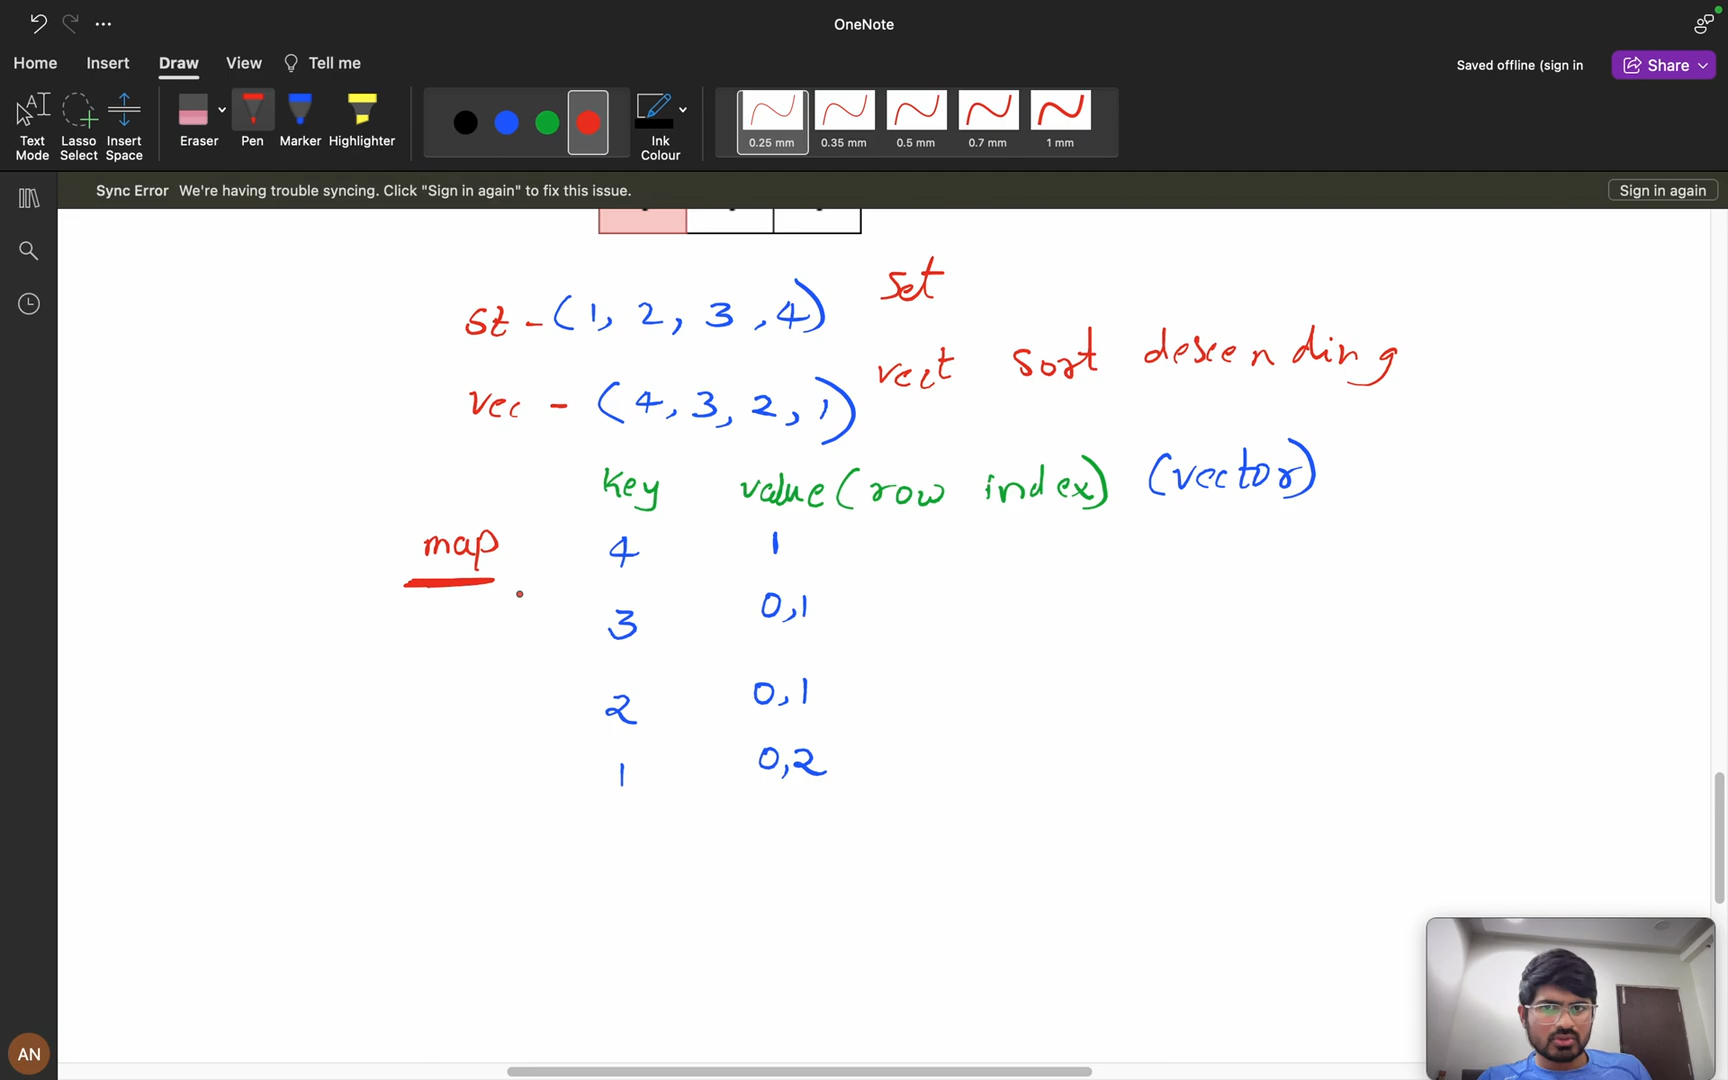 OneNote
Home Insert Draw View Tell me
Saved offline (sign in
Share
Text Mode
Lasso Select
Insert Space
Eraser
Pen
Marker
Highlighter
Ink Colour
0.25 mm
0.35 mm
0.5 mm
0.7 mm
1 mm
Sync Error We're having trouble syncing. Click "Sign in again" to fix this issue.
Sign in again
set
st - (1, 2, 3, 4)
vect sort descending
vec - (4, 3, 2, 1)
key value (row index) (vector)
map 4 1
3 0,1
2 0,1
1 0,2
AN